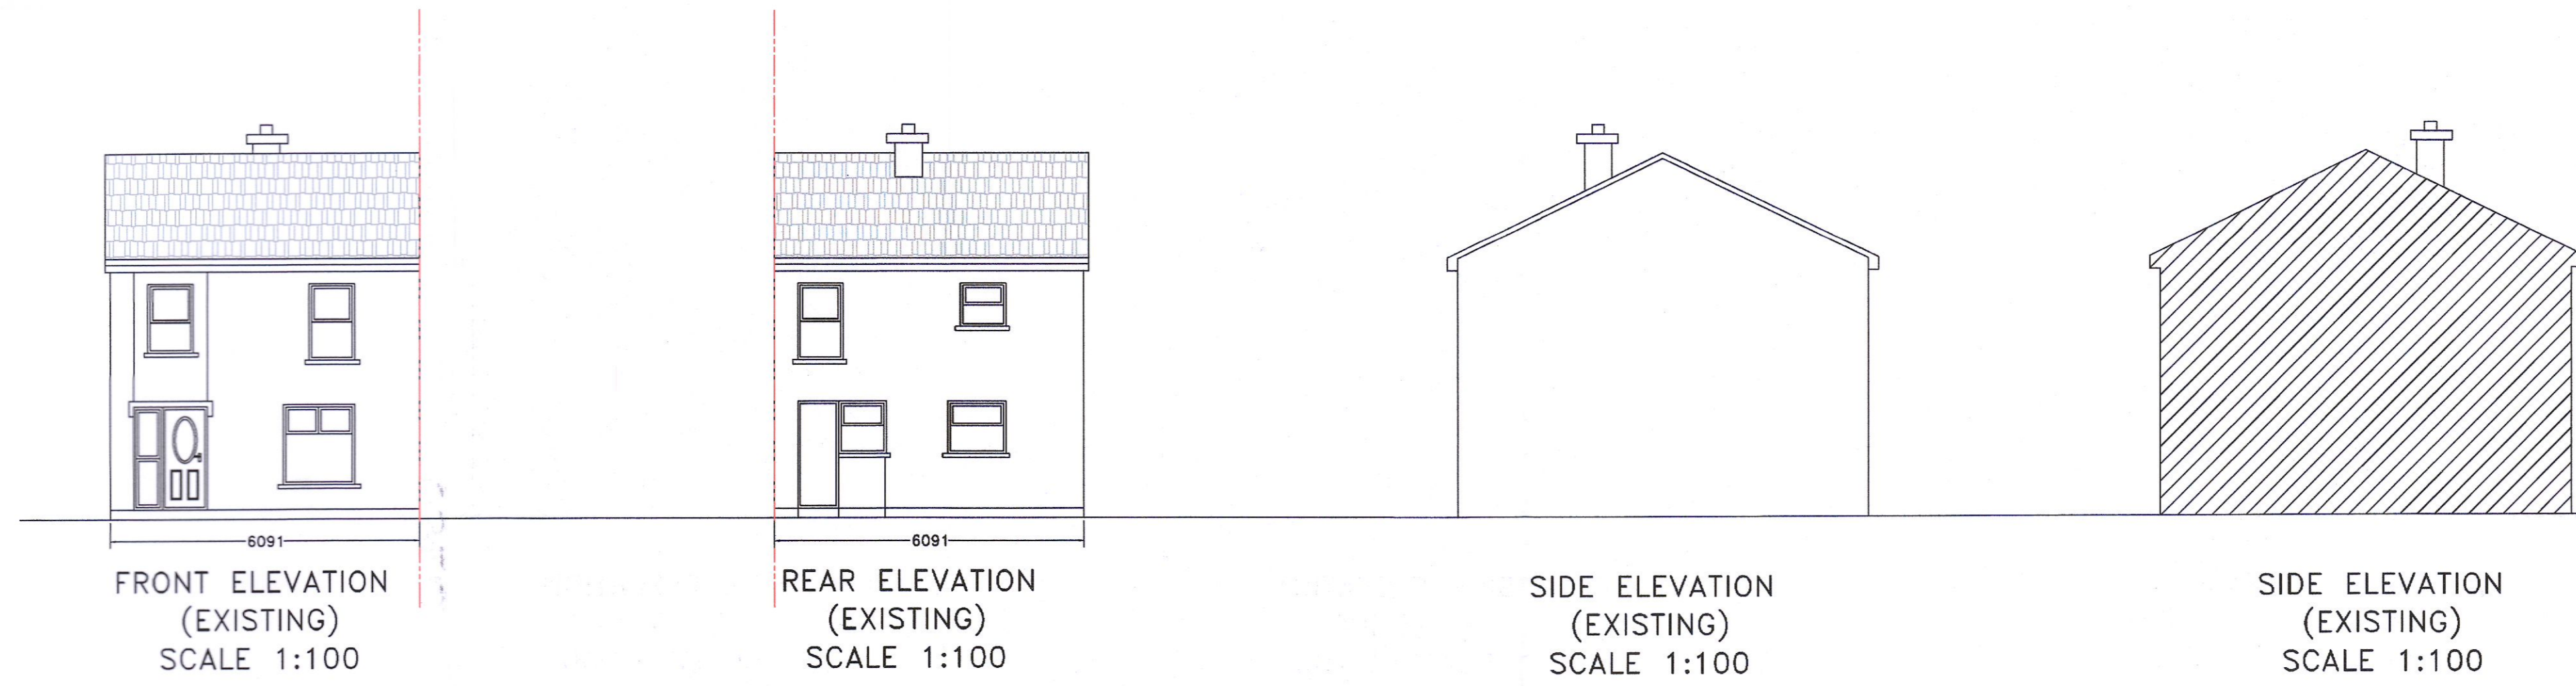 6091
FRONT ELEVATION
(EXISTING)
SCALE 1:100
6091
REAR ELEVATION
(EXISTING)
SCALE 1:100
SIDE ELEVATION
(EXISTING)
SCALE 1:100
SIDE ELEVATION
(EXISTING)
SCALE 1:100